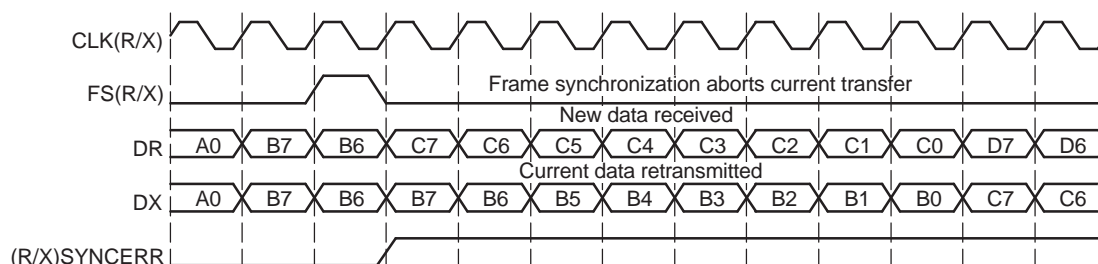 CLK(R/X)
FS(R/X)
Frame synchronization aborts current transfer
New data received
DR A0 B7 B6 C7 C6 C5 C4 C3 C2 C1 C0 D7 D6
Current data retransmitted
DX A0 B7 B6 B7 B6 B5 B4 B3 B2 B1 B0 C7 C6
(R/X)SYNCERR